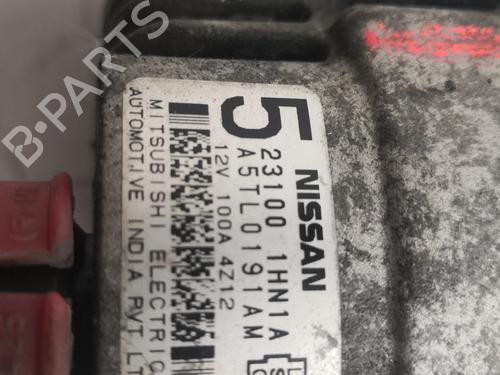 5
NISSAN
23100 1HN1A
A5TL0191AM
12V 100A 4Z12
MITSUBISHI ELECTRIC
AUTOMOTIVE INDIA PVT LT
B-PARTS